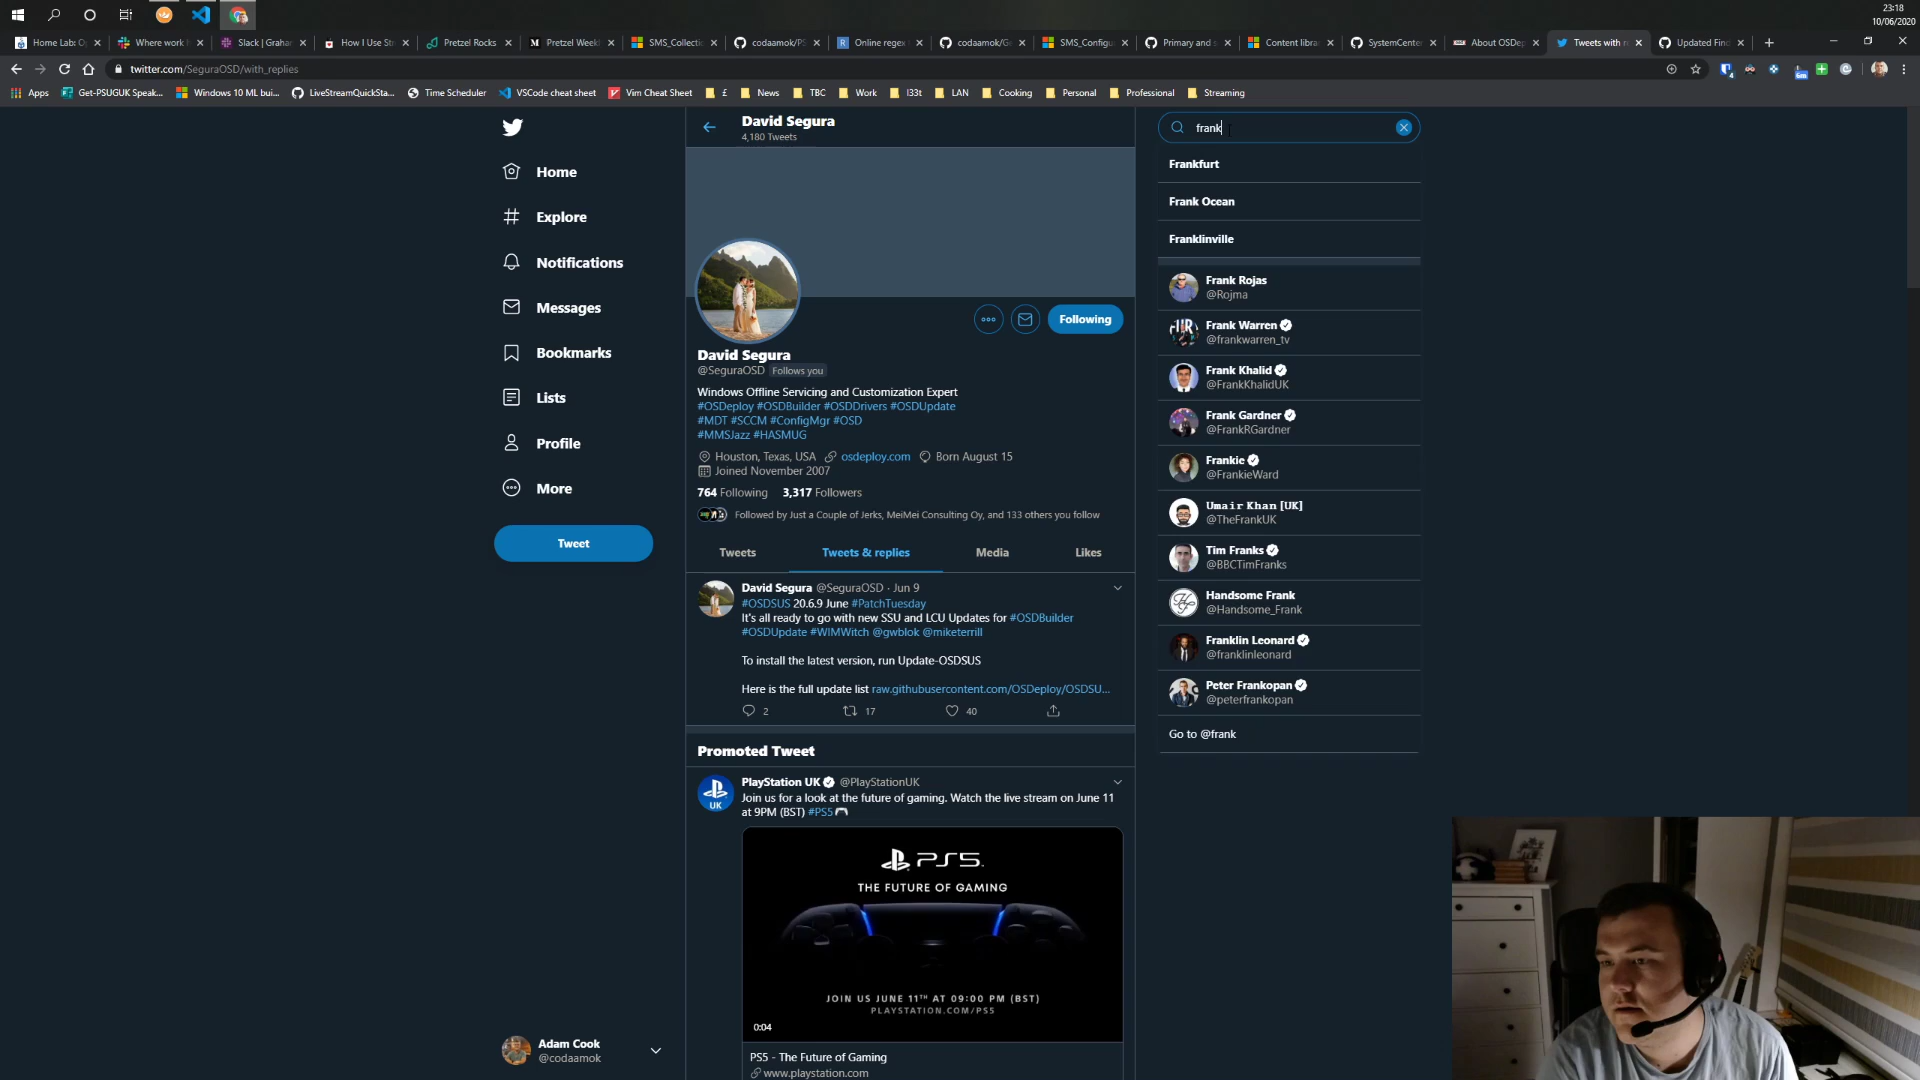 23:18
10/06/2020
Home Lab: O
Where work h
Slack | Graha
How I Use Str
Pretzel Rocks
Pretzel Week
SMS_Collecti
codaamok/PS
Online regex
codaamok/Ge
SMS_Configu
Primary and s
Content libra
SystemCente
About OSDep
Tweets with r
Updated Find
twitter.com/SeguraOSD/with_replies
Apps
Get-PSUGUK Speak...
Windows 10 ML bui...
LiveStreamQuickSta...
Time Scheduler
VSCode cheat sheet
Vim Cheat Sheet
£
News
TBC
Work
l33t
LAN
Cooking
Personal
Professional
Streaming
Home
Explore
Notifications
Messages
Bookmarks
Lists
Profile
More
Tweet
Adam Cook
@codaamok
David Segura
4,180 Tweets
Following
David Segura
@SeguraOSD Follows you
Windows Offline Servicing and Customization Expert
#OSDeploy #OSDBuilder #OSDDrivers #OSDUpdate
#MDT #SCCM #ConfigMgr #OSD
#MMSJazz #HASMUG
Houston, Texas, USA osdeploy.com Born August 15
Joined November 2007
764 Following 3,317 Followers
Followed by Just a Couple of Jerks, MeiMei Consulting Oy, and 133 others you follow
Tweets Tweets & replies Media Likes
David Segura @SeguraOSD · Jun 9
#OSDSUS 20.6.9 June #PatchTuesday
It's all ready to go with new SSU and LCU Updates for #OSDBuilder
#OSDUpdate #WIMWitch @gwblok @miketerrill
To install the latest version, run Update-OSDSUS
Here is the full update list raw.githubusercontent.com/OSDeploy/OSDSU...
2 17 40
Promoted Tweet
PlayStation UK @PlayStationUK
Join us for a look at the future of gaming. Watch the live stream on June 11
at 9PM (BST) #PS5
PS5
THE FUTURE OF GAMING
JOIN US JUNE 11TH AT 09:00 PM (BST)
PLAYSTATION.COM/PS5
0:04
PS5 - The Future of Gaming
www.playstation.com
frank
Frankfurt
Frank Ocean
Franklinville
Frank Rojas
@Rojma
Frank Warren
@frankwarren_tv
Frank Khalid
@FrankKhalidUK
Frank Gardner
@FrankRGardner
Frankie
@FrankieWard
Umair Khan [UK]
@TheFrankUK
Tim Franks
@BBCTimFranks
Handsome Frank
@Handsome_Frank
Franklin Leonard
@franklinleonard
Peter Frankopan
@peterfrankopan
Go to @frank